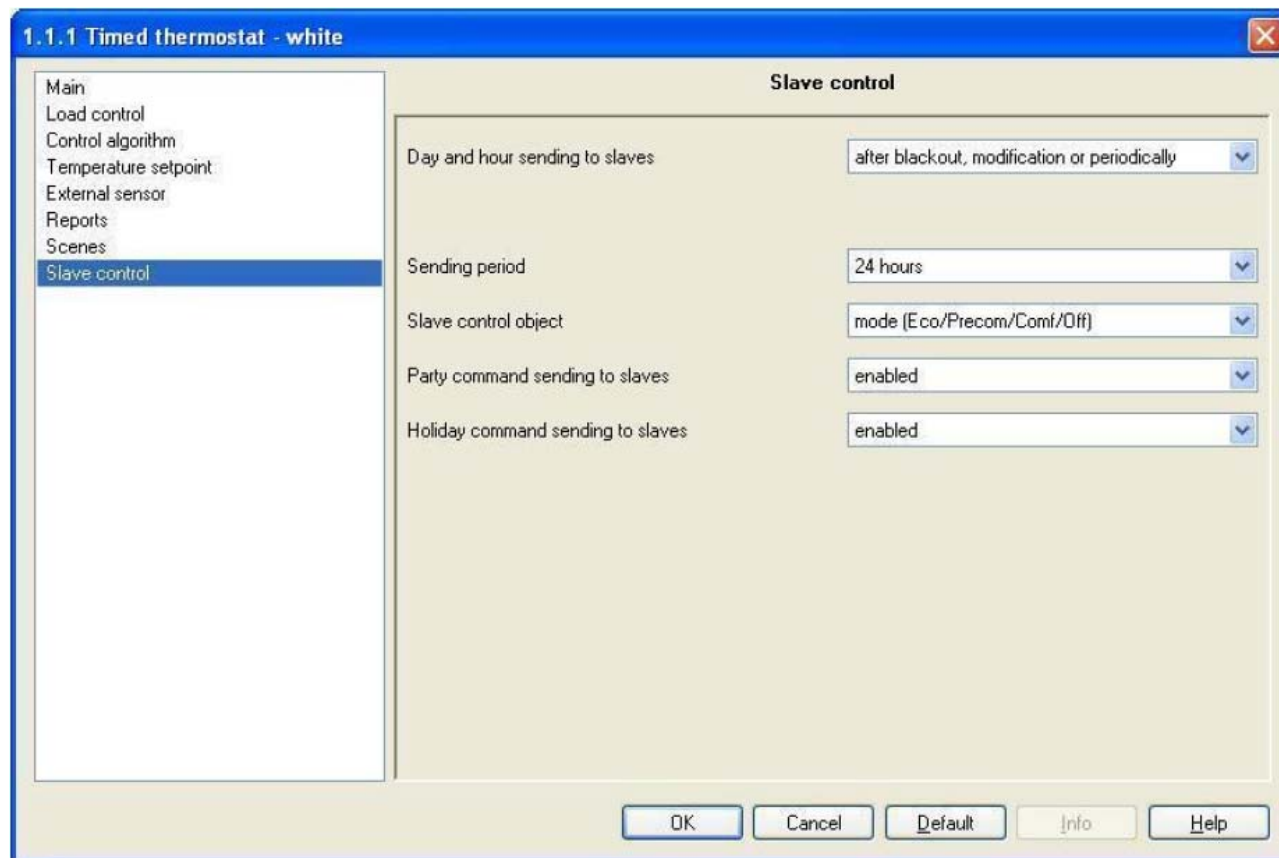 1.1.1 Timed thermostat - white
Main
Load control
Control algorithm
Temperature setpoint
External sensor
Reports
Scenes
Slave control
Slave control
Day and hour sending to slaves
after blackout, modification or periodically
Sending period
24 hours
Slave control object
mode (Eco/Precom/Comf/Off)
Party command sending to slaves
enabled
Holiday command sending to slaves
enabled
OK
Cancel
Default
Info
Help